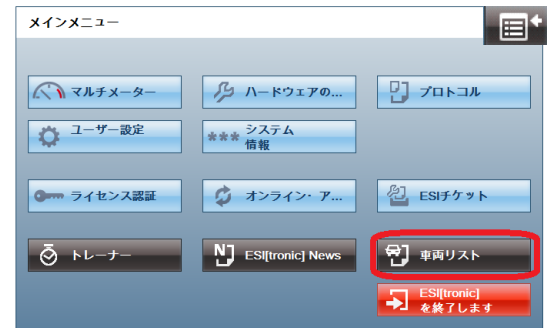 メインメニュー
マルチメーター
ハードウェアの...
プロトコル
ユーザー設定
システム
情報
ライセンス認証
オンライン・ ア...
ESIチケット
トレーナー
ESI[tronic] News
車両リスト
ESI[tronic]
を終了します